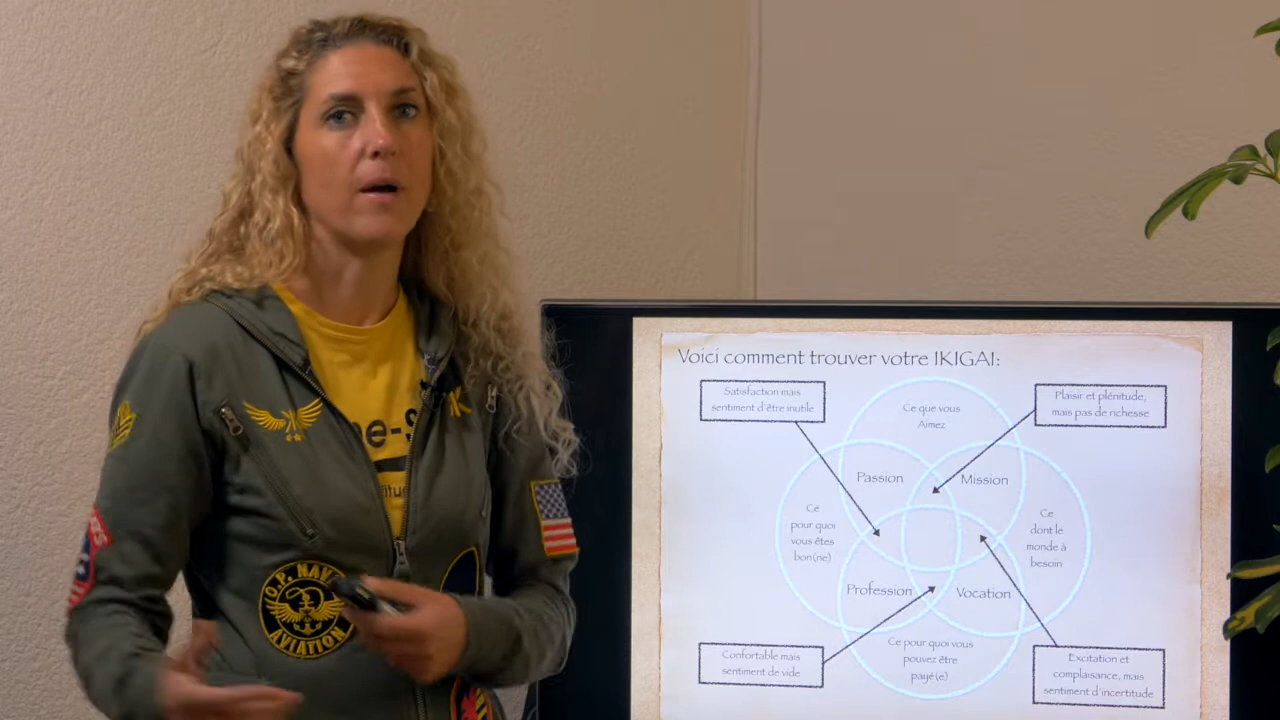 Voici comment trouver votre IKIGAI:
Satisfaction mais
sentiment d'être inutile
Ce que vous
Aimez
Plaisir et plénitude,
mais pas de richesse
Passion
Mission
Ce
pour quoi
vous êtes
bon(ne)
Ce
dont le
monde à
besoin
Profession
Vocation
Confortable mais
sentiment de vide
Ce pour quoi vous
pouvez être
payé(e)
Excitation et
complaisance, mais
sentiment d'incertitude
O.P. NAV
AVIATION